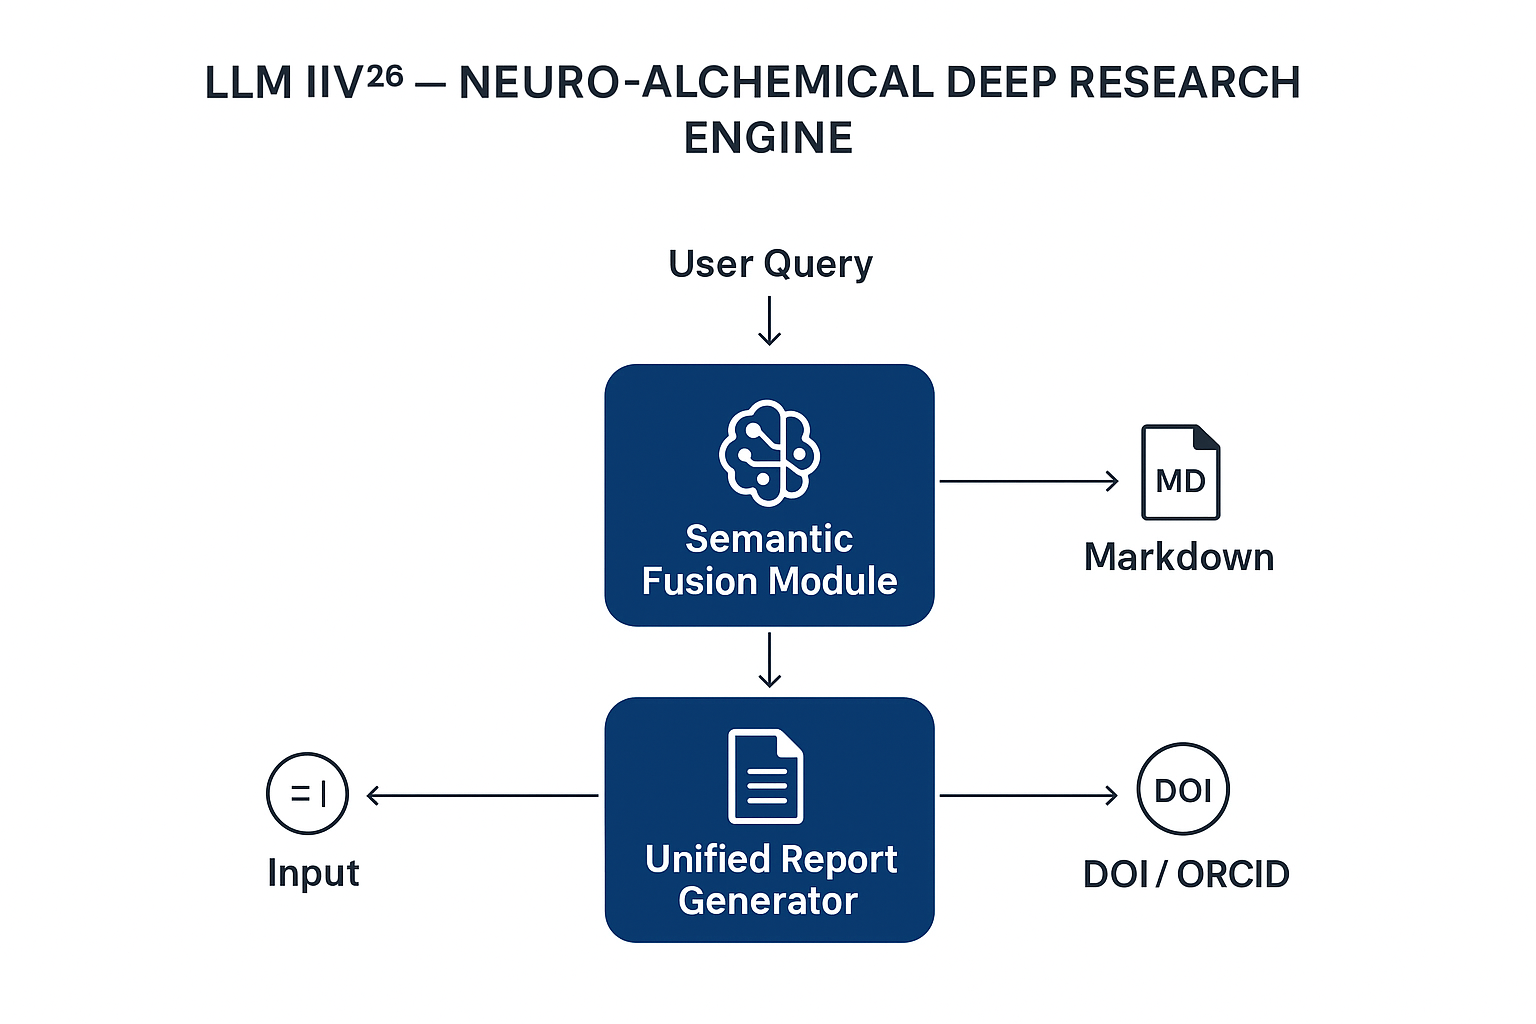 LLM IIV²⁶ — NEURO-ALCHEMICAL DEEP RESEARCH
ENGINE
User Query
Semantic
Fusion Module
MD
Markdown
= |
Input
Unified Report
Generator
DOI
DOI / ORCID